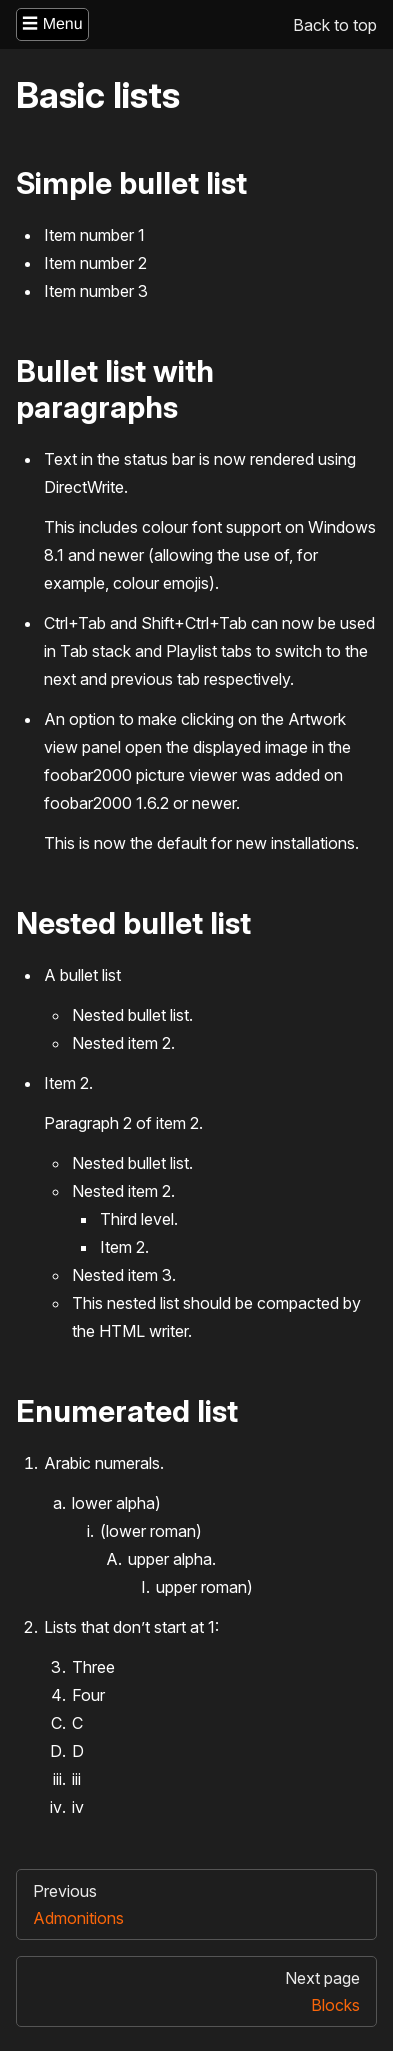 ☰ Menu
Back to top
Basic lists
Simple bullet list
• Item number 1
• Item number 2
• Item number 3
Bullet list with
paragraphs
• Text in the status bar is now rendered using
DirectWrite.
This includes colour font support on Windows
8.1 and newer (allowing the use of, for
example, colour emojis).
• Ctrl+Tab and Shift+Ctrl+Tab can now be used
in Tab stack and Playlist tabs to switch to the
next and previous tab respectively.
• An option to make clicking on the Artwork
view panel open the displayed image in the
foobar2000 picture viewer was added on
foobar2000 1.6.2 or newer.
This is now the default for new installations.
Nested bullet list
• A bullet list
◦ Nested bullet list.
◦ Nested item 2.
• Item 2.
Paragraph 2 of item 2.
◦ Nested bullet list.
◦ Nested item 2.
▪ Third level.
▪ Item 2.
◦ Nested item 3.
◦ This nested list should be compacted by
the HTML writer.
Enumerated list
1. Arabic numerals.
a. lower alpha)
i. (lower roman)
A. upper alpha.
I. upper roman)
2. Lists that don’t start at 1:
3. Three
4. Four
C. C
D. D
iii. iii
iv. iv
Previous
Admonitions
Next page
Blocks